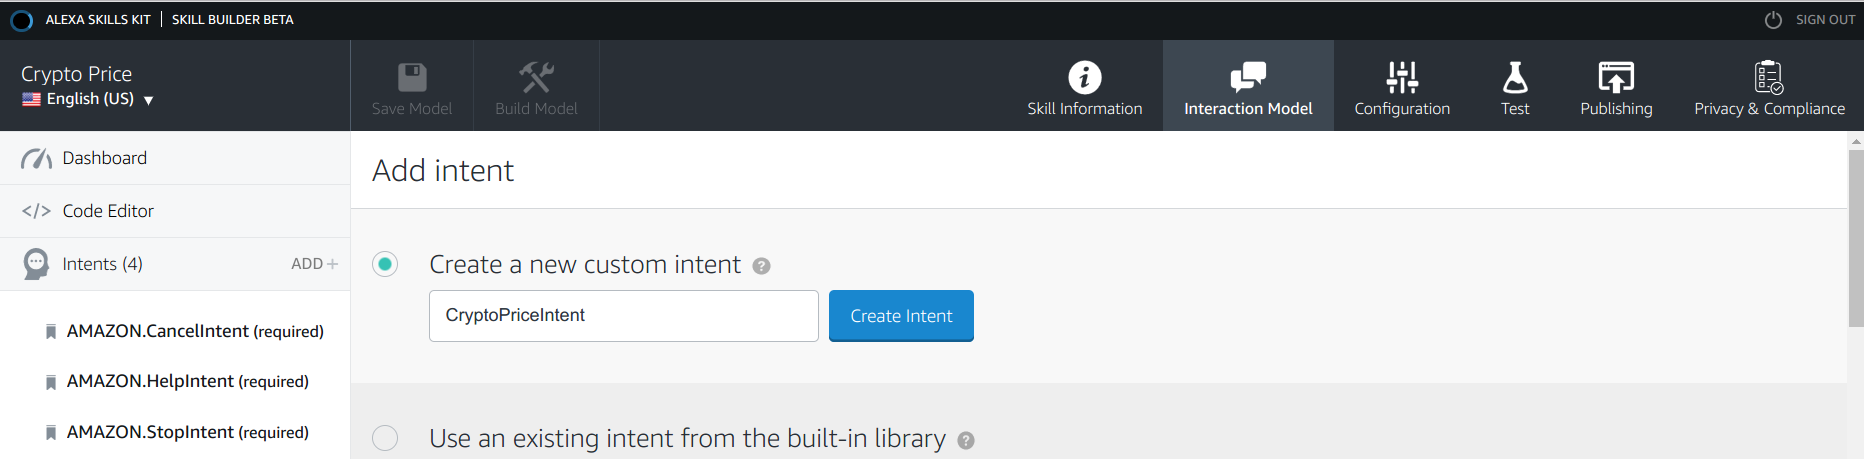 ALEXA SKILLS KIT | SKILL BUILDER BETA
SIGN OUT
Crypto Price
English (US) ▼
Save Model
Build Model
Skill Information
Interaction Model
Configuration
Test
Publishing
Privacy & Compliance
Dashboard
</> Code Editor
Intents (4)
ADD +
AMAZON.CancelIntent (required)
AMAZON.HelpIntent (required)
AMAZON.StopIntent (required)
Add intent
Create a new custom intent ?
CryptoPriceIntent
Create Intent
Use an existing intent from the built-in library ?